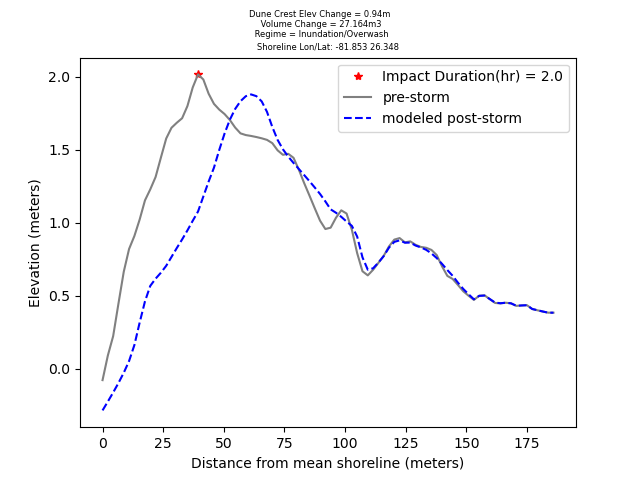 Dune Crest Elev Change = 0.94m
Volume Change = 27.164m3
Regime = Inundation/Overwash
Shoreline Lon/Lat: -81.853 26.348
Impact Duration(hr) = 2.0
pre-storm
modeled post-storm
2.0
1.5
1.0
0.5
0.0
Elevation (meters)
0 25 50 75 100 125 150 175
Distance from mean shoreline (meters)